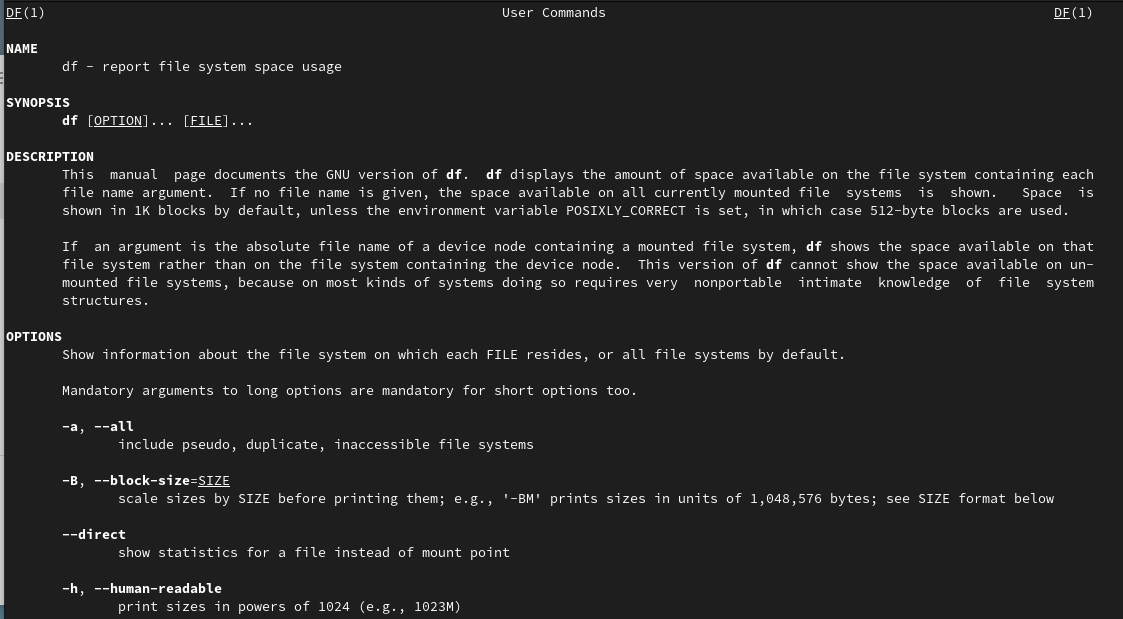 DF(1) User Commands DF(1)
NAME
df - report file system space usage
SYNOPSIS
df [OPTION]... [FILE]...
DESCRIPTION
This manual page documents the GNU version of df. df displays the amount of space available on the file system containing each
file name argument. If no file name is given, the space available on all currently mounted file systems is shown. Space is
shown in 1K blocks by default, unless the environment variable POSIXLY_CORRECT is set, in which case 512-byte blocks are used.
If an argument is the absolute file name of a device node containing a mounted file system, df shows the space available on that
file system rather than on the file system containing the device node. This version of df cannot show the space available on un-
mounted file systems, because on most kinds of systems doing so requires very nonportable intimate knowledge of file system
structures.
OPTIONS
Show information about the file system on which each FILE resides, or all file systems by default.
Mandatory arguments to long options are mandatory for short options too.
-a, --all
include pseudo, duplicate, inaccessible file systems
-B, --block-size=SIZE
scale sizes by SIZE before printing them; e.g., '-BM' prints sizes in units of 1,048,576 bytes; see SIZE format below
--direct
show statistics for a file instead of mount point
-h, --human-readable
print sizes in powers of 1024 (e.g., 1023M)